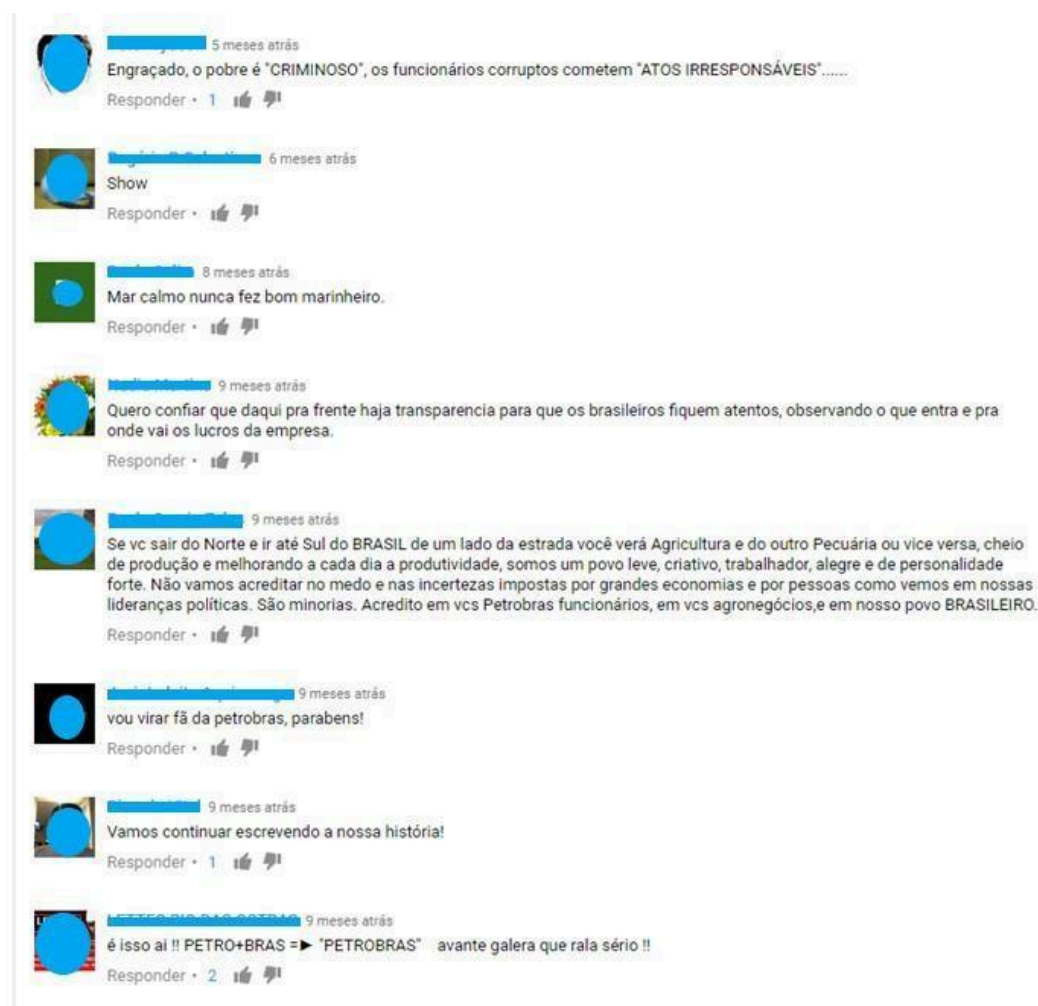 5 meses atrás
Engraçado, o pobre é "CRIMINOSO", os funcionários corruptos cometem "ATOS IRRESPONSÁVEIS"......
Responder • 1
6 meses atrás
Show
Responder •
8 meses atrás
Mar calmo nunca fez bom marinheiro.
Responder •
9 meses atrás
Quero confiar que daqui pra frente haja transparencia para que os brasileiros fiquem atentos, observando o que entra e pra
onde vai os lucros da empresa.
Responder •
9 meses atrás
Se vc sair do Norte e ir até Sul do BRASIL de um lado da estrada você verá Agricultura e do outro Pecuária ou vice versa, cheio
de produção e melhorando a cada dia a produtividade, somos um povo leve, criativo, trabalhador, alegre e de personalidade
forte. Não vamos acreditar no medo e nas incertezas impostas por grandes economias e por pessoas como vemos em nossas
lideranças políticas. São minorias. Acredito em vcs Petrobras funcionários, em vcs agronegócios,e em nosso povo BRASILEIRO.
Responder •
9 meses atrás
vou virar fã da petrobras, parabens!
Responder •
9 meses atrás
Vamos continuar escrevendo a nossa história!
Responder • 1
9 meses atrás
é isso ai !! PETRO+BRAS =► "PETROBRAS" avante galera que rala sério !!
Responder • 2